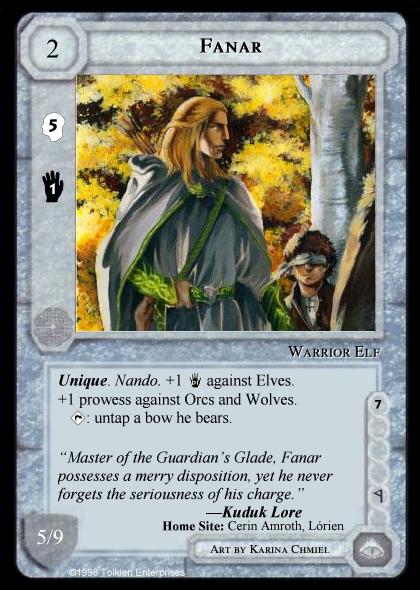 2
FANAR
5
1
WARRIOR ELF
Unique. Nando. +1 against Elves.
+1 prowess against Orcs and Wolves.
: untap a bow he bears.
7
“Master of the Guardian’s Glade, Fanar
possesses a merry disposition, yet he never
forgets the seriousness of his charge.”
—Kuduk Lore
Home Site: Cerin Amroth, Lórien
5/9
ART BY KARINA CHMIEL
©1998 Tolkien Enterprises